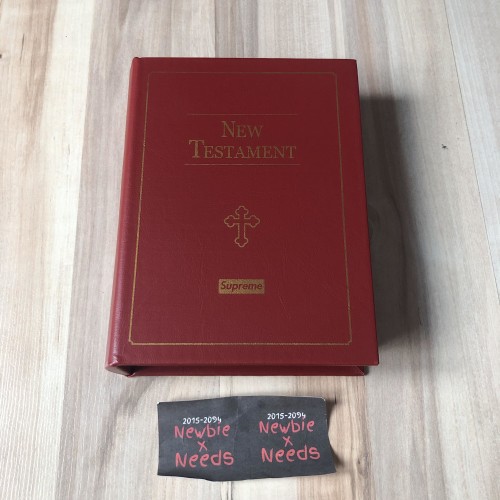 New
Testament
Supreme
2015-2094
Newbie
x
Needs
2015-2094
Newbie
x
Needs